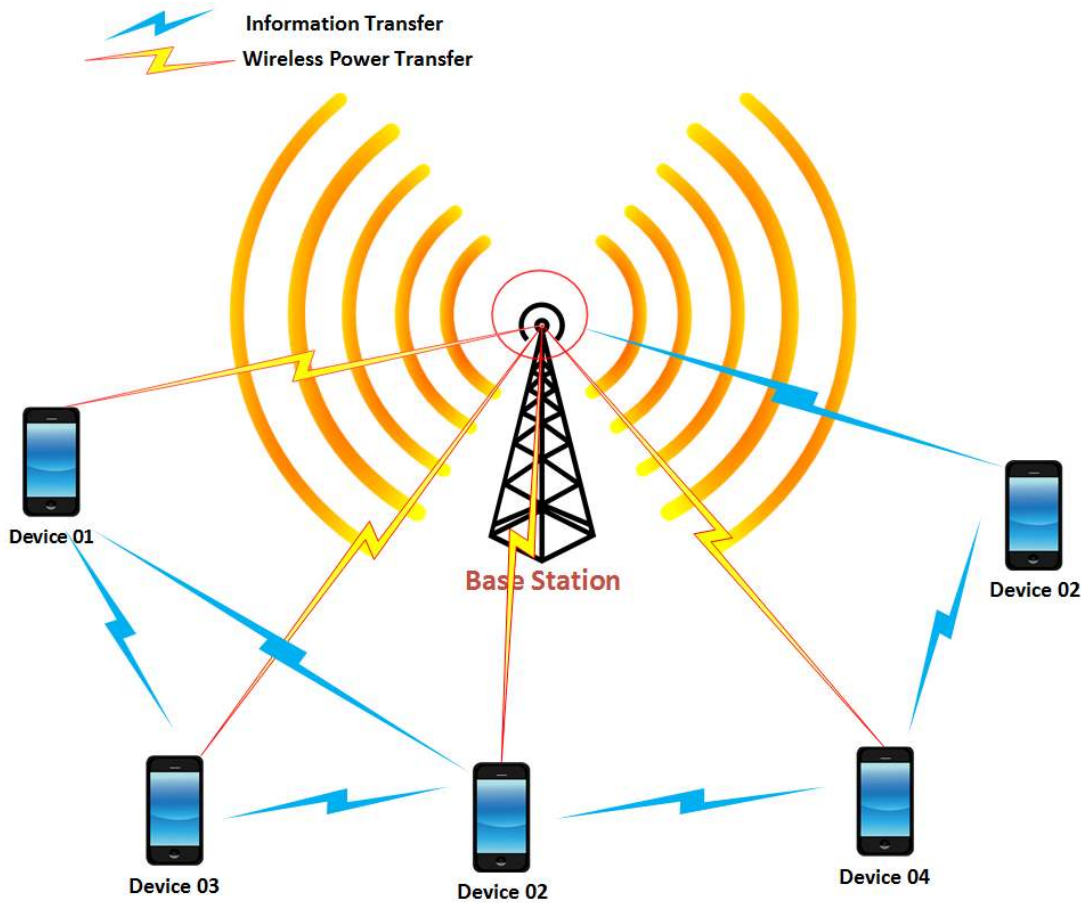 Information Transfer
Wireless Power Transfer
Device 01
Base Station
Device 02
Device 03
Device 02
Device 04